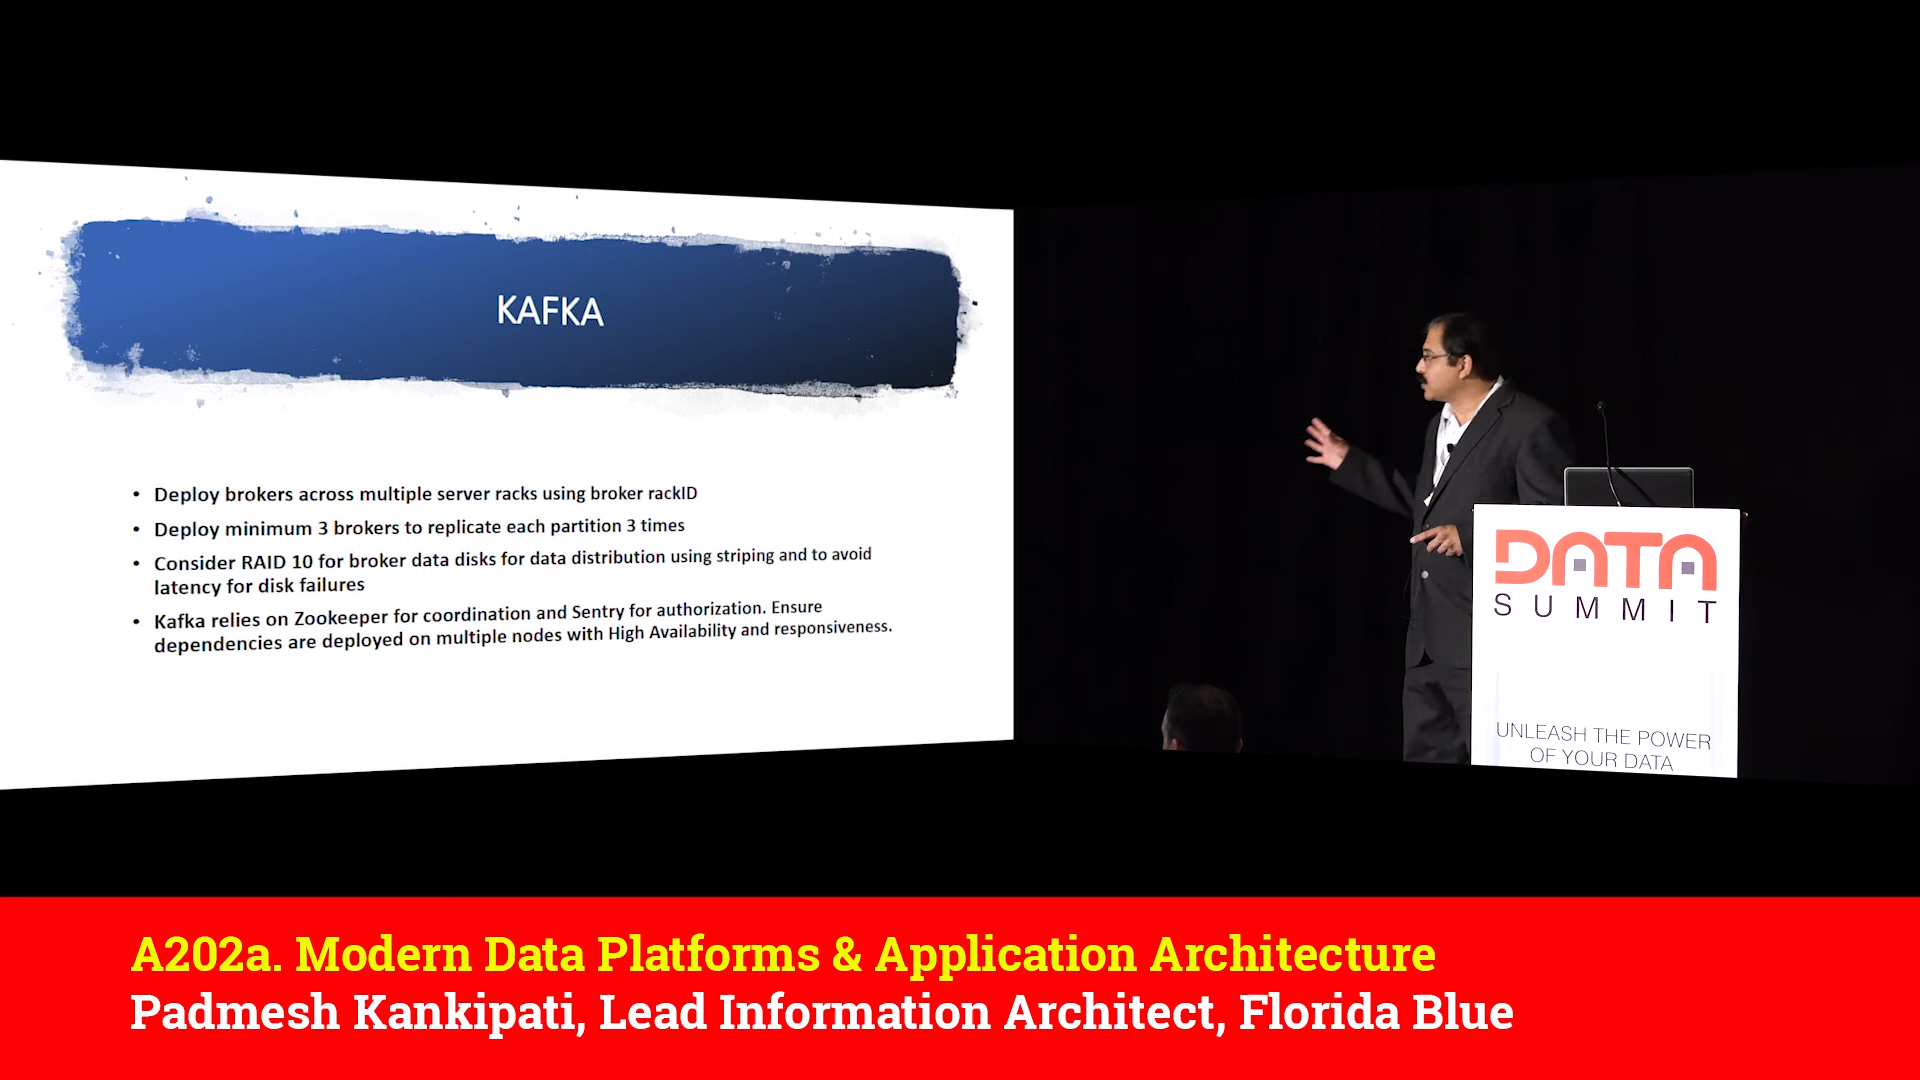 KAFKA
• Deploy brokers across multiple server racks using broker rackID
• Deploy minimum 3 brokers to replicate each partition 3 times
• Consider RAID 10 for broker data disks for data distribution using striping and to avoid
latency for disk failures
• Kafka relies on Zookeeper for coordination and Sentry for authorization. Ensure
dependencies are deployed on multiple nodes with High Availability and responsiveness.
DATA
SUMMIT
UNLEASH THE POWER
OF YOUR DATA
A202a. Modern Data Platforms & Application Architecture
Padmesh Kankipati, Lead Information Architect, Florida Blue